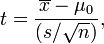 t = \frac{\overline{x} - \mu_0}{(s/\sqrt{n})},